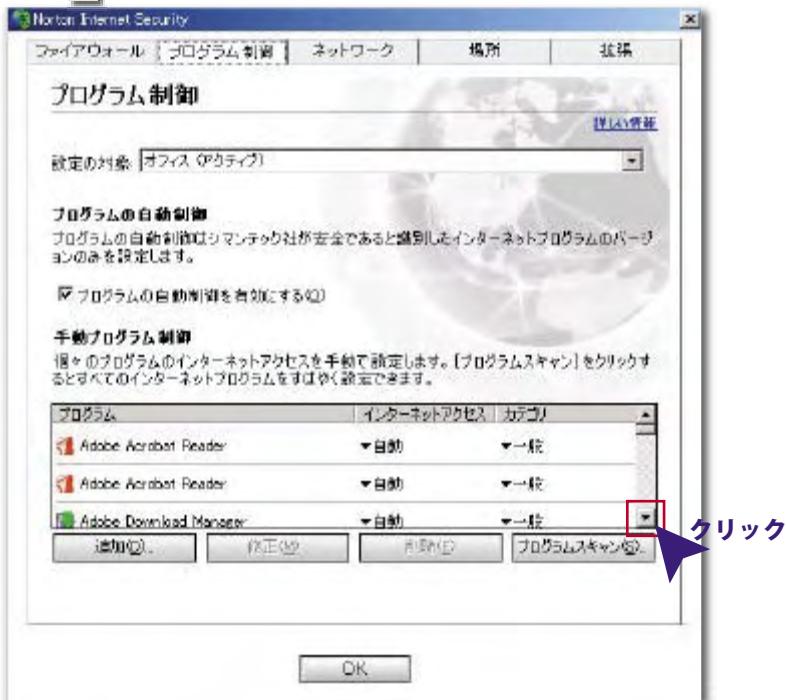 Norton Internet Security
ファイアウォール プログラム制御 ネットワーク 場所 拡張
プログラム制御
詳しい情報
設定の対象: オフィス (アクティブ)
プログラムの自動制御
プログラムの自動制御はシマンテック社が安全であると識別したインターネットプログラムのバージ
ョンのみを設定します。
プログラムの自動制御を有効にする(Q)
手動プログラム制御
個々のプログラムのインターネットアクセスを手動で設定します。[プログラムスキャン]をクリックす
るとすべてのインターネットプログラムをすばやく設定できます。
プログラム インターネットアクセス カテゴリ
Adobe Acrobat Reader 自動 一般
Adobe Acrobat Reader 自動 一般
Adobe Download Manager 自動 一般
クリック
追加(D).. 修正(M).. 削除(E) プログラムスキャン(S)..
OK